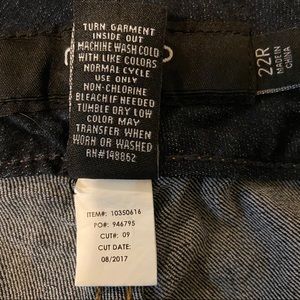 TURN GARMENT
INSIDE OUT
MACHINE WASH COLD
WITH LIKE COLORS
NORMAL CYCLE
USE ONLY
NON-CHLORINE
BLEACH IF NEEDED
TUMBLE DRY LOW
COLOR MAY
TRANSFER WHEN
WORN OR WASHED
RN#148862
22R
MADE IN
CHINA
ITEM#: 10350616
PO#: 946795
CUT#: 09
CUT DATE:
08/2017